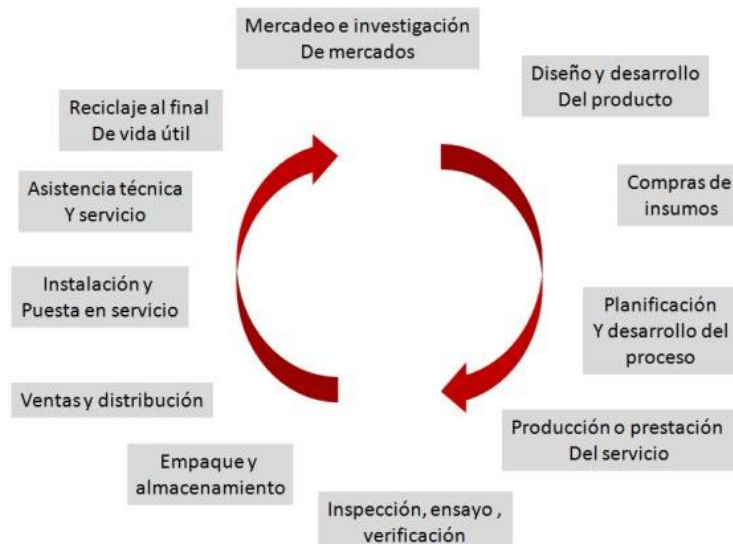 Mercadeo e investigación
De mercados
Diseño y desarrollo
Del producto
Compras de
insumos
Planificación
Y desarrollo del
proceso
Producción o prestación
Del servicio
Inspección, ensayo ,
verificación
Empaque y
almacenamiento
Ventas y distribución
Instalación y
Puesta en servicio
Asistencia técnica
Y servicio
Reciclaje al final
De vida útil